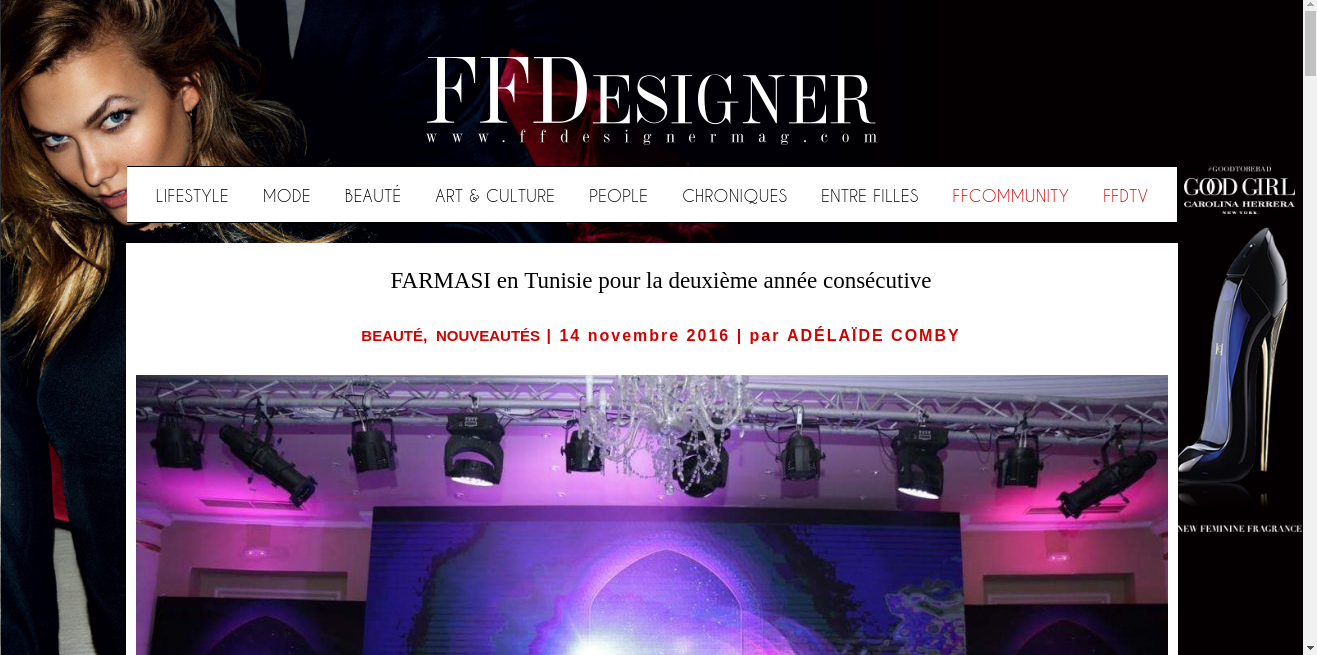 FFDESIGNER
www.ffdesignermag.com
LIFESTYLE MODE BEAUTÉ ART & CULTURE PEOPLE CHRONIQUES ENTRE FILLES FFCOMMUNITY FFDTV
#GOODTOBEBAD
GOOD GIRL
CAROLINA HERRERA
NEW YORK
FARMASI en Tunisie pour la deuxième année consécutive
BEAUTÉ, NOUVEAUTÉS | 14 novembre 2016 | par ADÉLAÏDE COMBY
NEW FEMININE FRAGRANCE